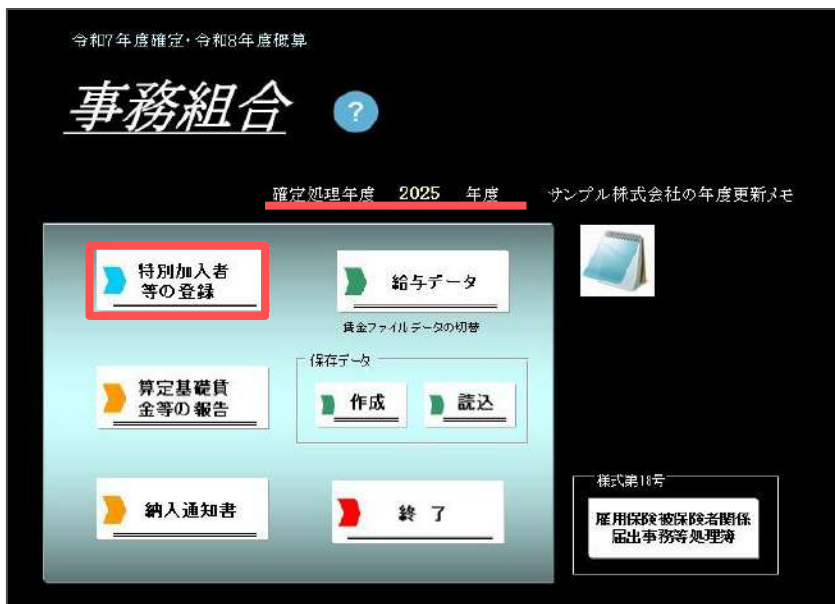 令和7年度確定・令和8年度概算
事務組合
?
確定処理年度 2025 年度
サンプル株式会社の年度更新メモ
特別加入者
等の登録
給与データ
賃金ファイルデータの切替
算定基礎賃
金等の報告
保存データ
作成
読込
納入通知書
終了
様式第18号
雇用保険被保険者関係
届出事務等処理簿